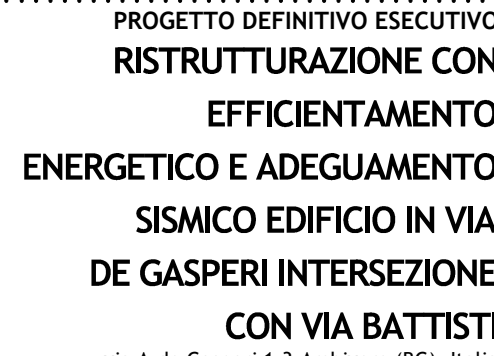 PROGETTO DEFINITIVO ESECUTIVO
RISTRUTTURAZIONE CON
EFFICIENTAMENTO
ENERGETICO E ADEGUAMENTO
SISMICO EDIFICIO IN VIA
DE GASPERI INTERSEZIONE
CON VIA BATTISTI